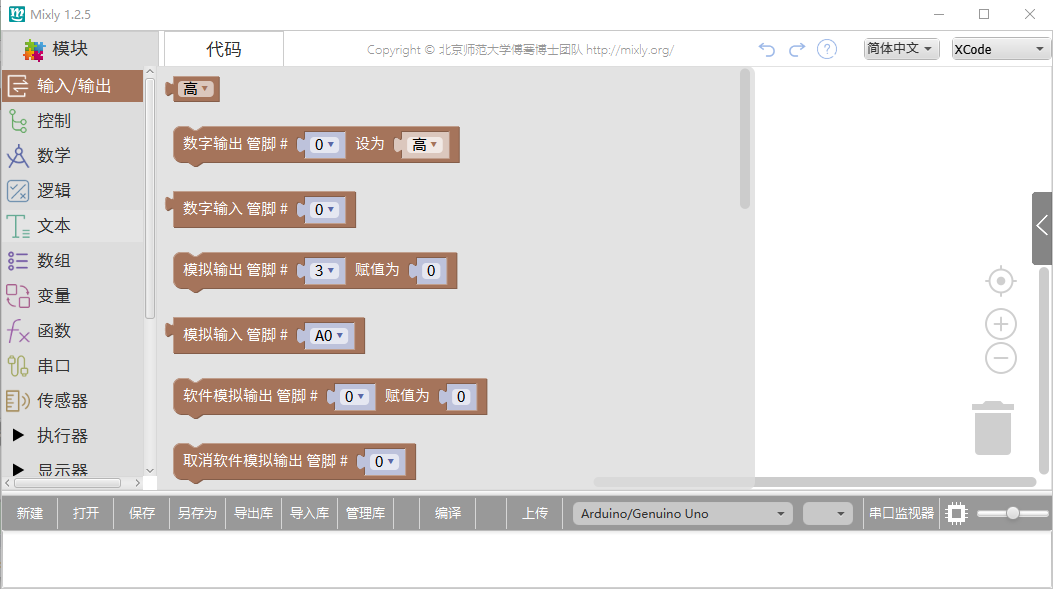 Mixly 1.2.5
模块
代码
Copyright © 北京师范大学傅骞博士团队 http://mixly.org/
?
简体中文
XCode
输入/输出
控制
数学
逻辑
文本
数组
变量
函数
串口
传感器
执行器
显示器
高
数字输出 管脚 # 0 设为 高
数字输入 管脚 # 0
模拟输出 管脚 # 3 赋值为 0
模拟输入 管脚 # A0
软件模拟输出 管脚 # 0 赋值为 0
取消软件模拟输出 管脚 # 0
新建 打开 保存 另存为 导出库 导入库 管理库 编译 上传 Arduino/Genuino Uno 串口监视器